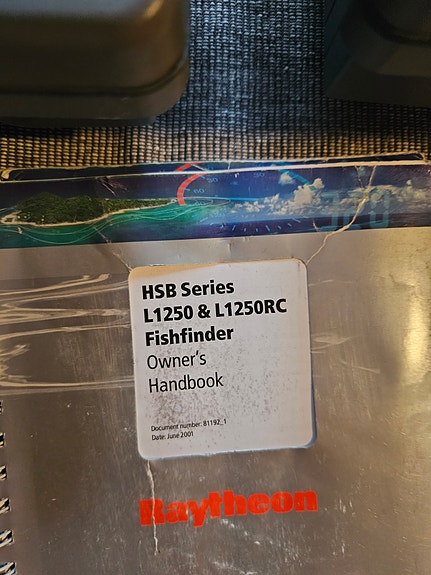 HSB Series
L1250 & L1250RC
Fishfinder
Owner's
Handbook
Document number: 81192_1
Date: June 2001
Raytheon